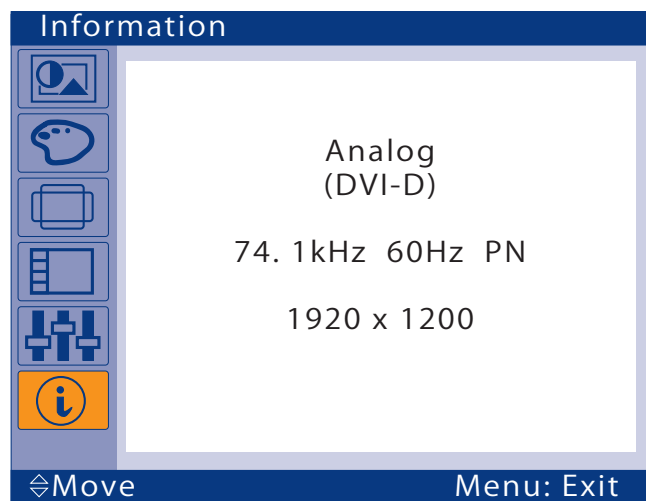 Information
Analog
(DVI-D)
74. 1kHz 60Hz PN
1920 x 1200
Move
Menu: Exit